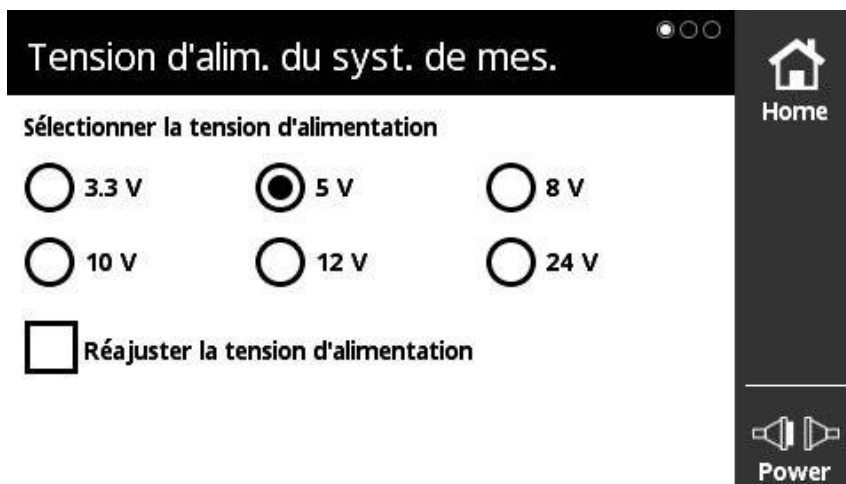 Tension d'alim. du syst. de mes.
Home
Sélectionner la tension d'alimentation
3.3 V 5 V 8 V
10 V 12 V 24 V
Réajuster la tension d'alimentation
Power